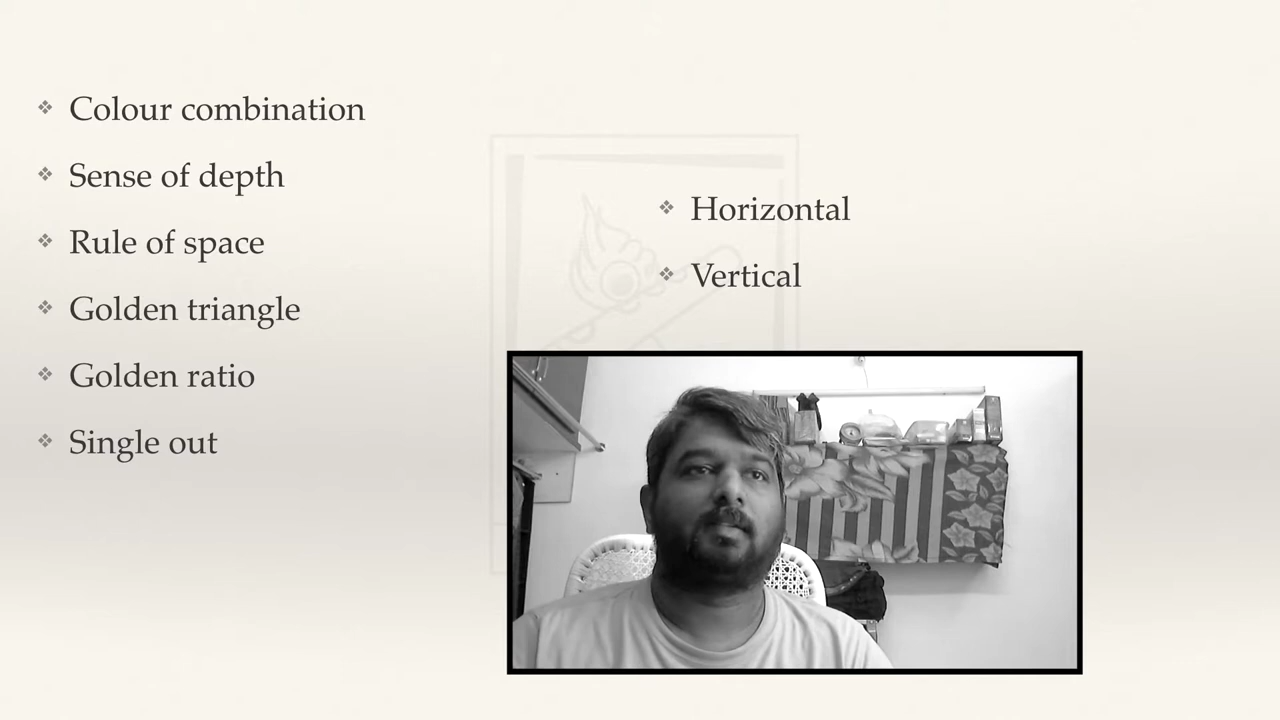 Colour combination
Sense of depth
Rule of space
Golden triangle
Golden ratio
Single out
Horizontal
Vertical